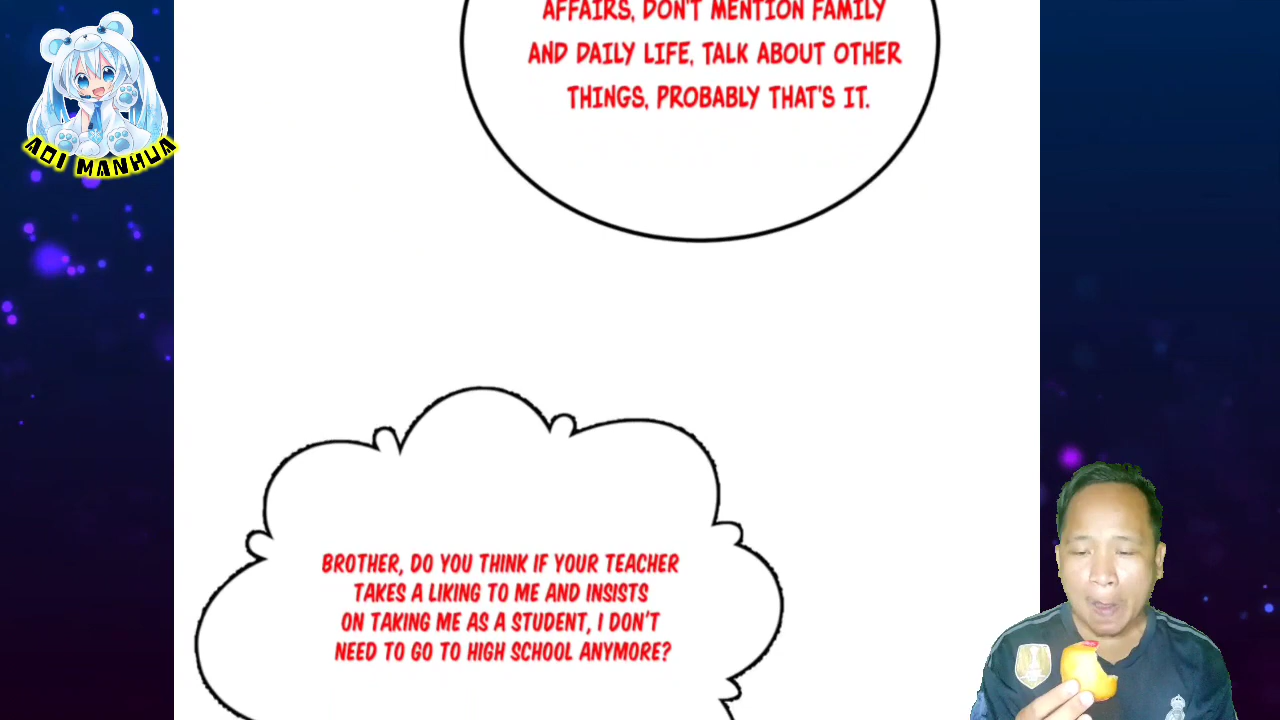 AOI MANHUA
AFFAIRS, DON'T MENTION FAMILY
AND DAILY LIFE, TALK ABOUT OTHER
THINGS, PROBABLY THAT'S IT.
BROTHER, DO YOU THINK IF YOUR TEACHER
TAKES A LIKING TO ME AND INSISTS
ON TAKING ME AS A STUDENT, I DON'T
NEED TO GO TO HIGH SCHOOL ANYMORE?